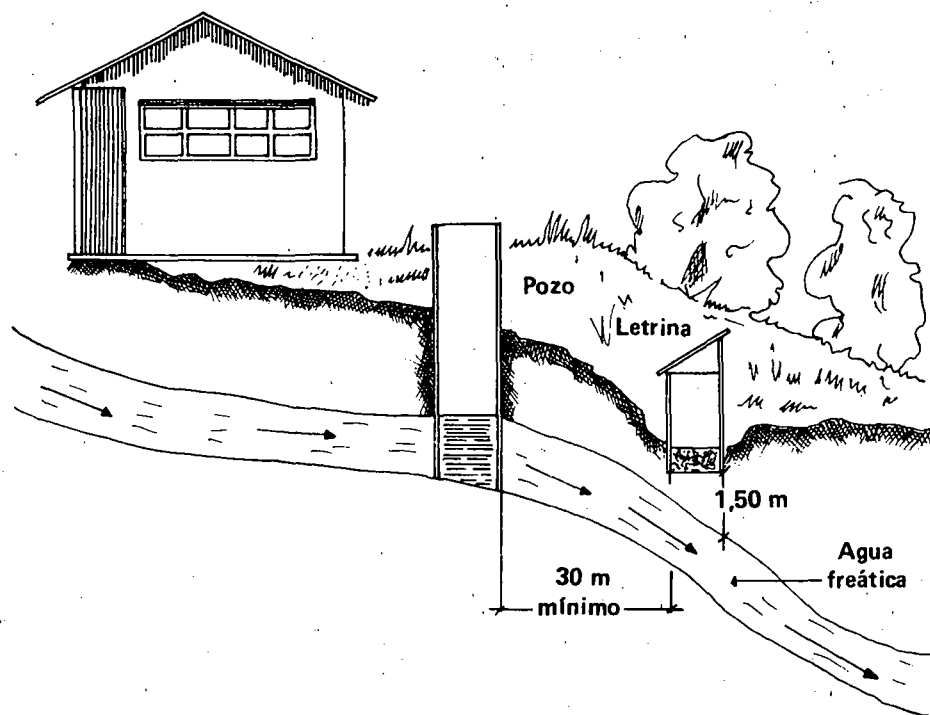 Pozo
Letrina
1,50 m
30 m
mínimo
Agua
freática